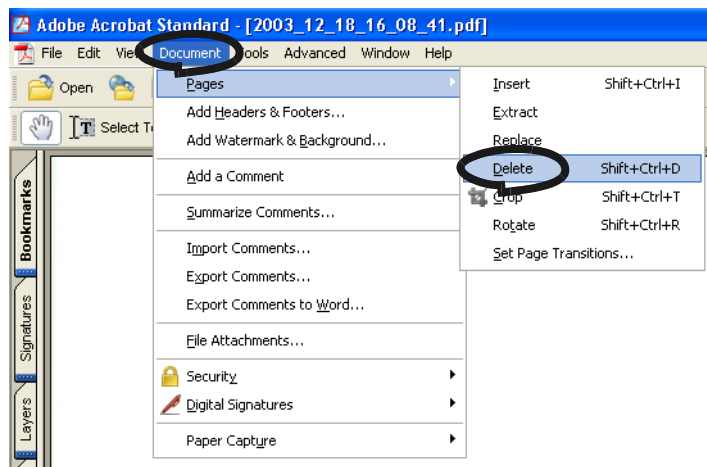 Adobe Acrobat Standard - [2003_12_18_16_08_41.pdf]
File Edit View Document Tools Advanced Window Help
Open
Select T
Pages
Add Headers & Footers...
Add Watermark & Background...
Add a Comment
Summarize Comments...
Import Comments...
Export Comments...
Export Comments to Word...
File Attachments...
Security
Digital Signatures
Paper Capture
Insert Shift+Ctrl+I
Extract
Replace
Delete Shift+Ctrl+D
Crop Shift+Ctrl+T
Rotate Shift+Ctrl+R
Set Page Transitions...
Bookmarks
Signatures
Layers